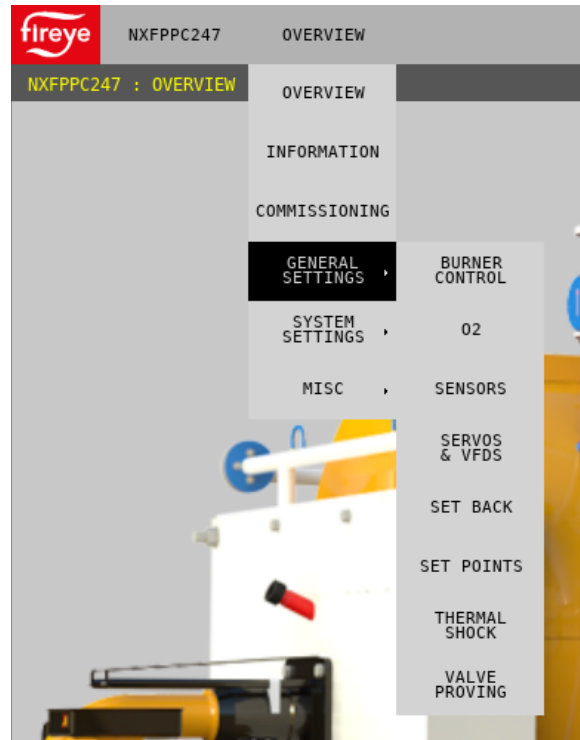 fireye
NXFPPC247
OVERVIEW
NXFPPC247 : OVERVIEW
OVERVIEW
INFORMATION
COMMISSIONING
GENERAL
SETTINGS
SYSTEM
SETTINGS
MISC
BURNER
CONTROL
O2
SENSORS
SERVOS
& VFDS
SET BACK
SET POINTS
THERMAL
SHOCK
VALVE
PROVING